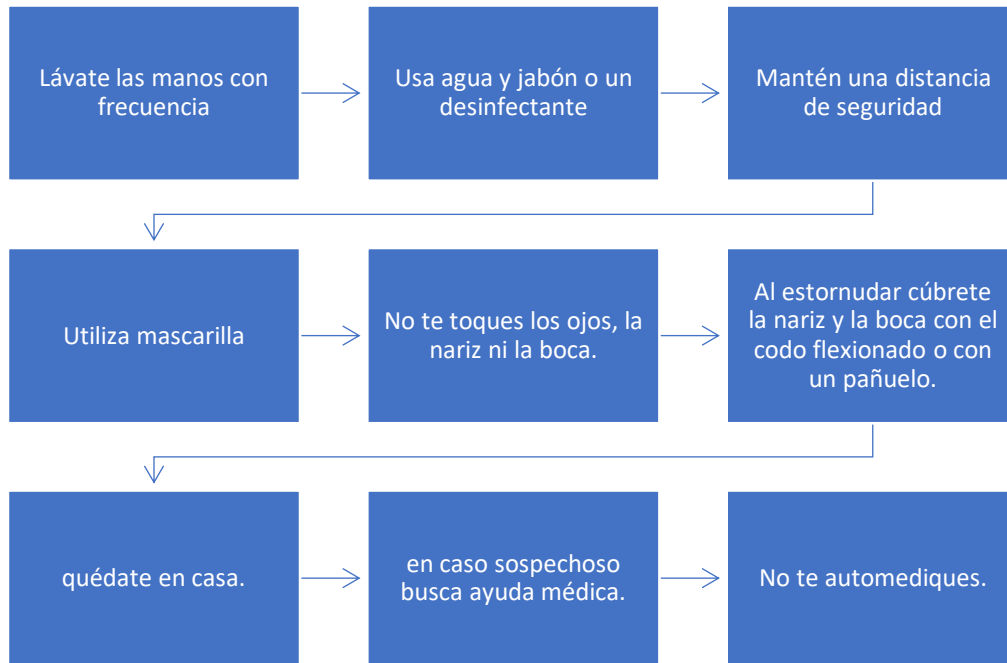 Lávate las manos con
frecuencia
Usa agua y jabón o un
desinfectante
Mantén una distancia
de seguridad
Utiliza mascarilla
No te toques los ojos, la
nariz ni la boca.
Al estornudar cúbrete
la nariz y la boca con el
codo flexionado o con
un pañuelo.
quédate en casa.
en caso sospechoso
busca ayuda médica.
No te automediques.